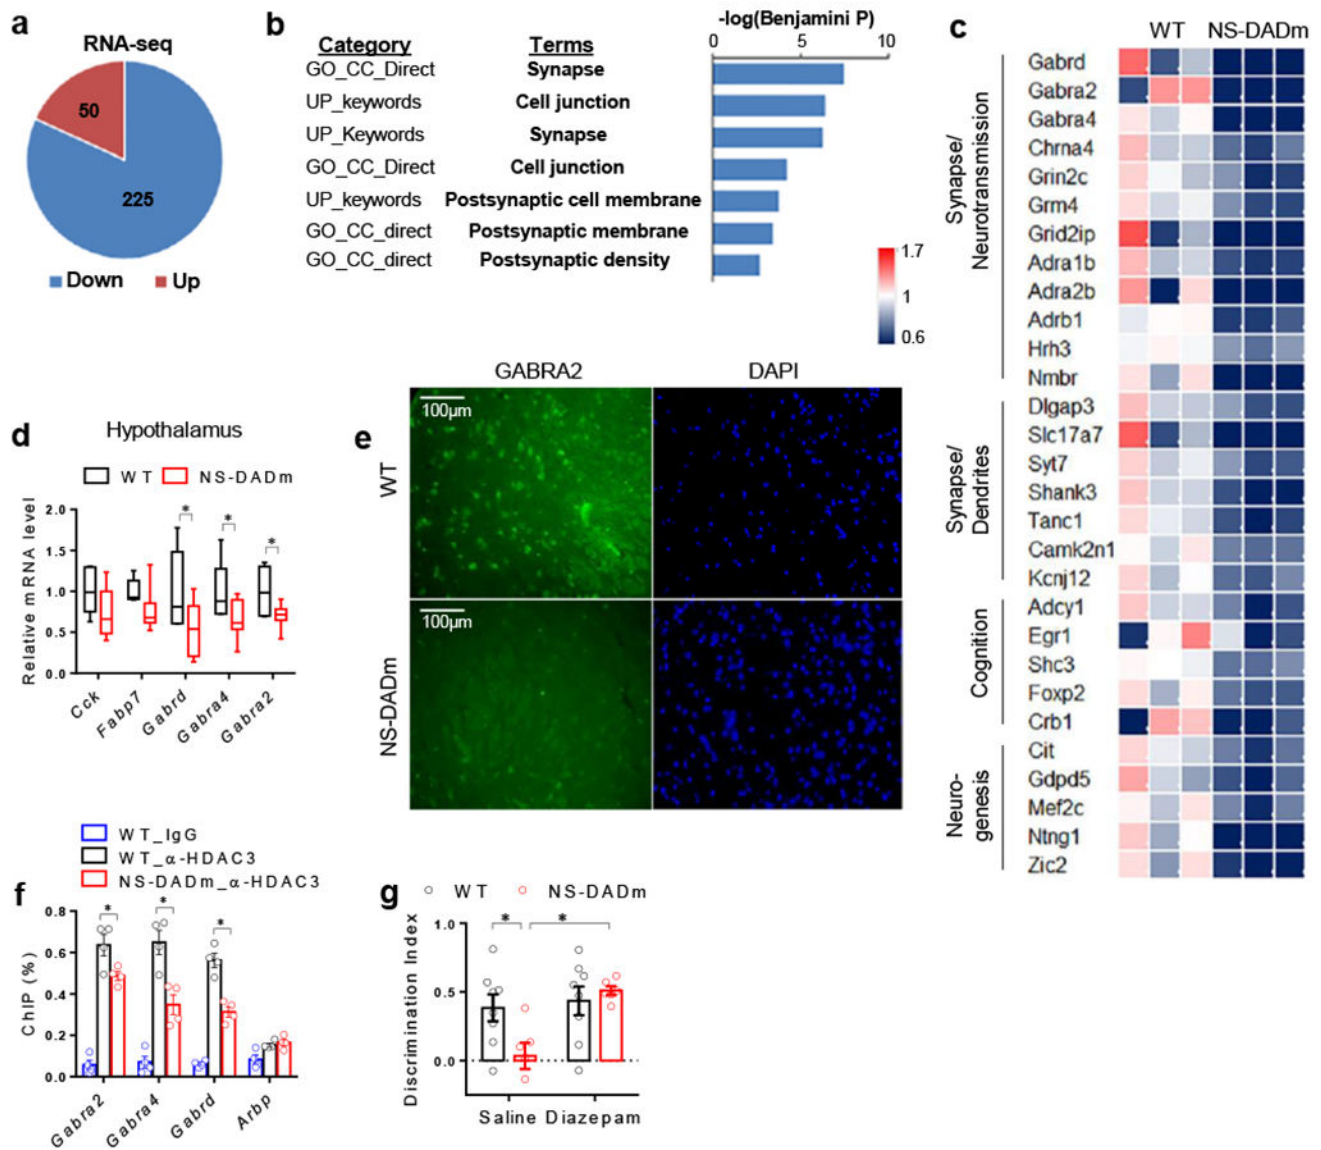 a
RNA-seq
50
225
Down Up
b
-log(Benjamini P)
Category Terms
0 5 10
GO_CC_Direct Synapse
UP_keywords Cell junction
UP_Keywords Synapse
GO_CC_Direct Cell junction
UP_keywords Postsynaptic cell membrane
GO_CC_direct Postsynaptic membrane
GO_CC_direct Postsynaptic density
1.7
1
0.6
c
WT NS-DADm
Synapse/
Neurotransmission
Gabrd
Gabra2
Gabra4
Chrna4
Grin2c
Grm4
Grid2ip
Adra1b
Adra2b
Adrb1
Hrh3
Nmbr
Synapse/
Dendrites
Dlgap3
Slc17a7
Syt7
Shank3
Tanc1
Camk2n1
Kcnj12
Cognition
Adcy1
Egr1
Shc3
Foxp2
Crb1
Neuro-
genesis
Cit
Gdpd5
Mef2c
Ntng1
Zic2
d
Hypothalamus
WT NS-DADm
Relative mRNA level
2.0
1.5
1.0
0.5
0.0
* * *
Cck Fabp7 Gabrd Gabra4 Gabra2
e
GABRA2 DAPI
WT
100μm
NS-DADm
100μm
f
WT_IgG
WT_α-HDAC3
NS-DADm_α-HDAC3
ChIP (%)
0.8
0.6
0.4
0.2
0.0
* * *
Gabra2 Gabra4 Gabrd Arbp
g
WT NS-DADm
Discrimination Index
1.0
0.5
0.0
* *
Saline Diazepam